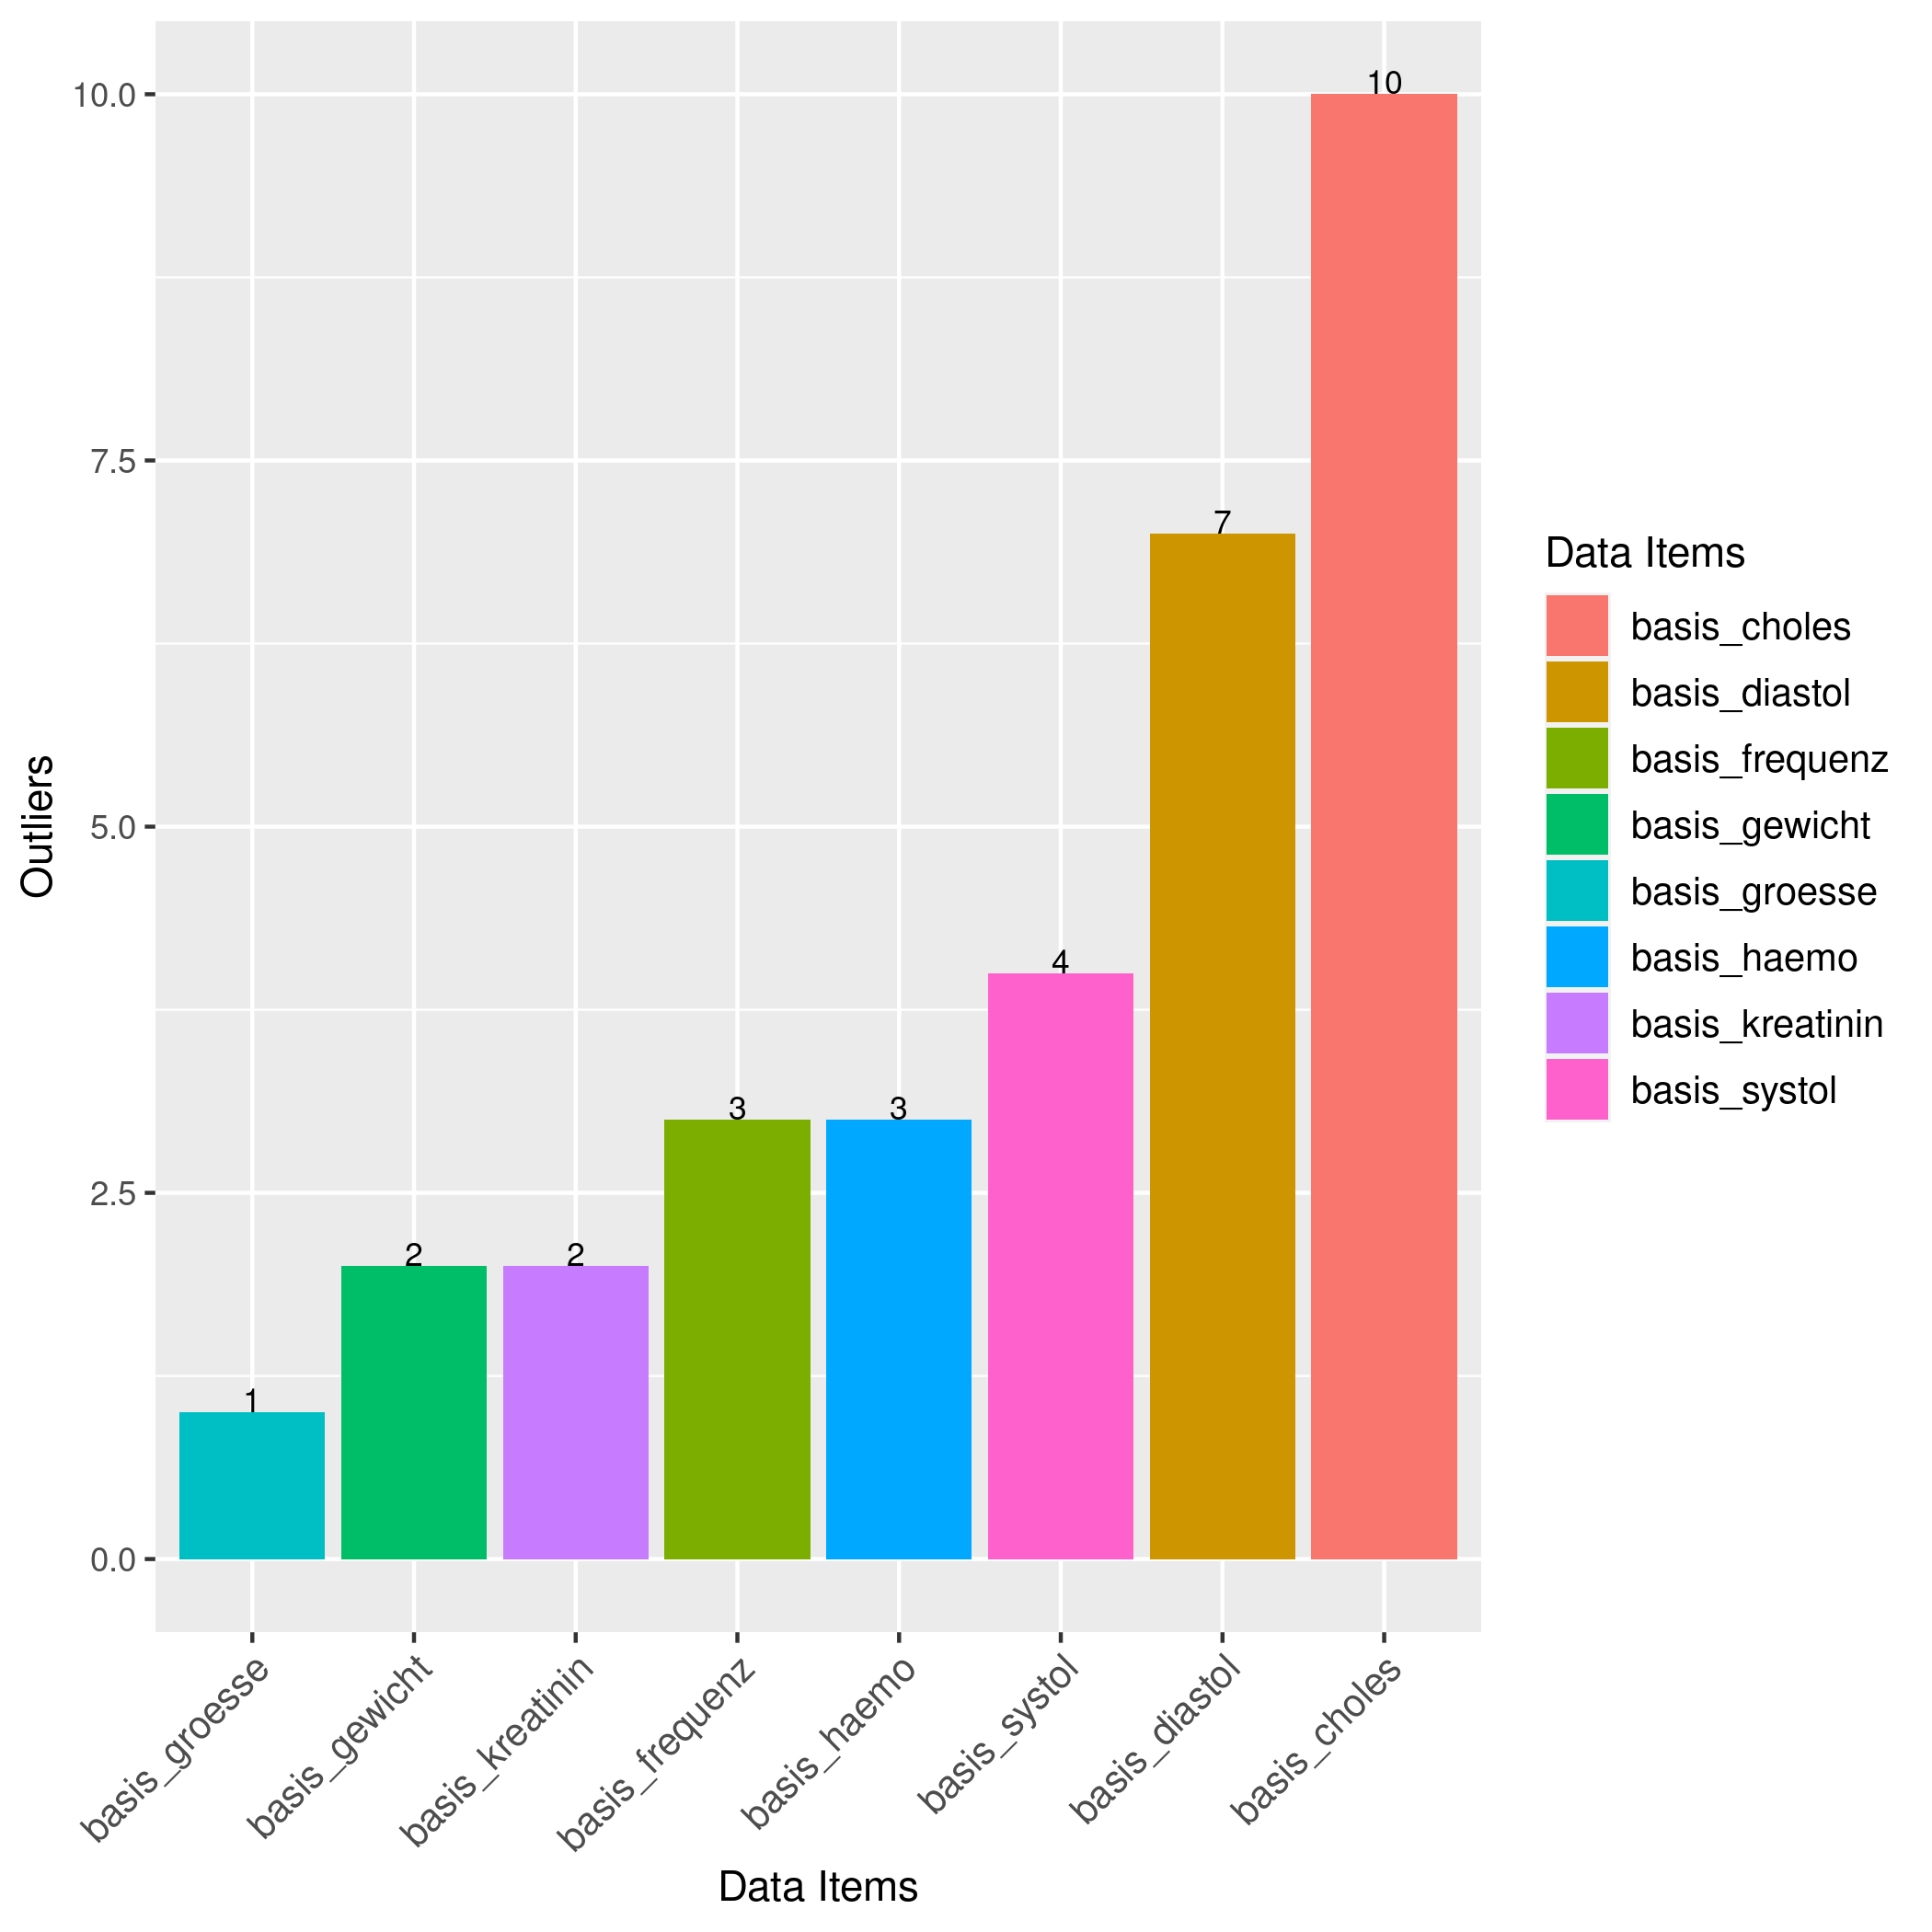 10.0
7.5
5.0
2.5
0.0
Outliers
1
2
2
3
3
4
7
10
basis_groesse
basis_gewicht
basis_kreatinin
basis_frequenz
basis_haemo
basis_systol
basis_diastol
basis_choles
Data Items
Data Items
basis_choles
basis_diastol
basis_frequenz
basis_gewicht
basis_groesse
basis_haemo
basis_kreatinin
basis_systol